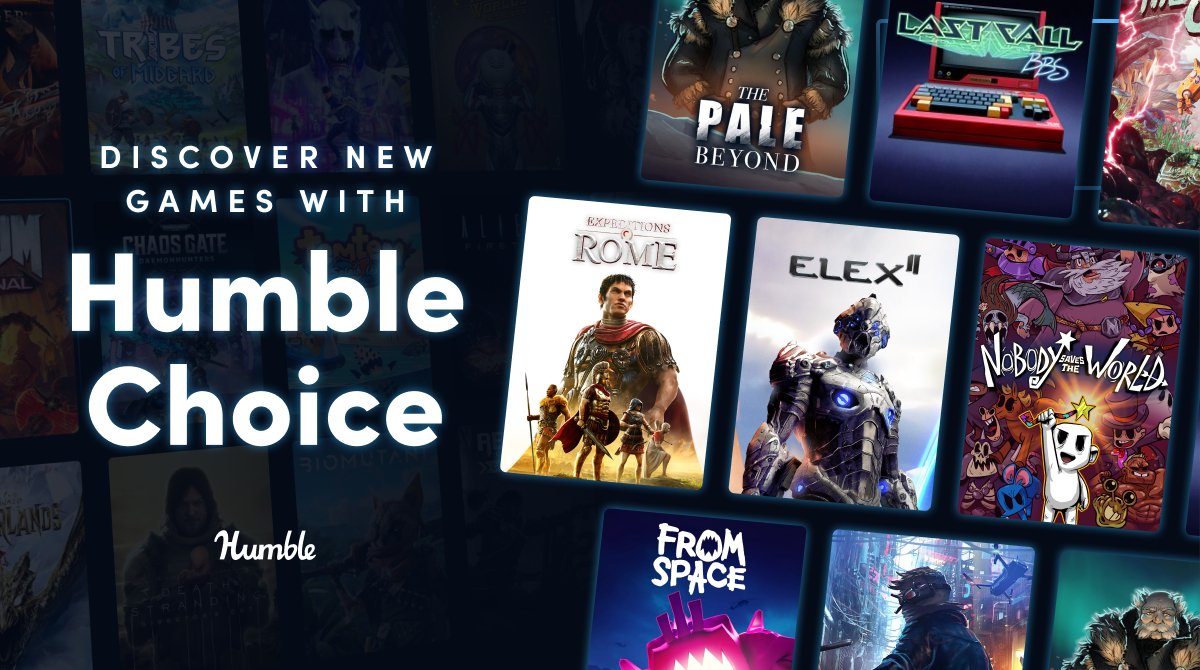 TRIBES
OF MIDGARD
DISCOVER NEW
GAMES WITH
Humble
Choice
Humble
CHAOS GATE
DAEMONHUNTERS
BIOMUTANT
DEATH
STRANDING
THE
PALE
BEYOND
LAST CALL
BBS
EXPEDITIONS
ROME
ELEX II
NOBODY SAVES THE WORLD
FROM
SPACE